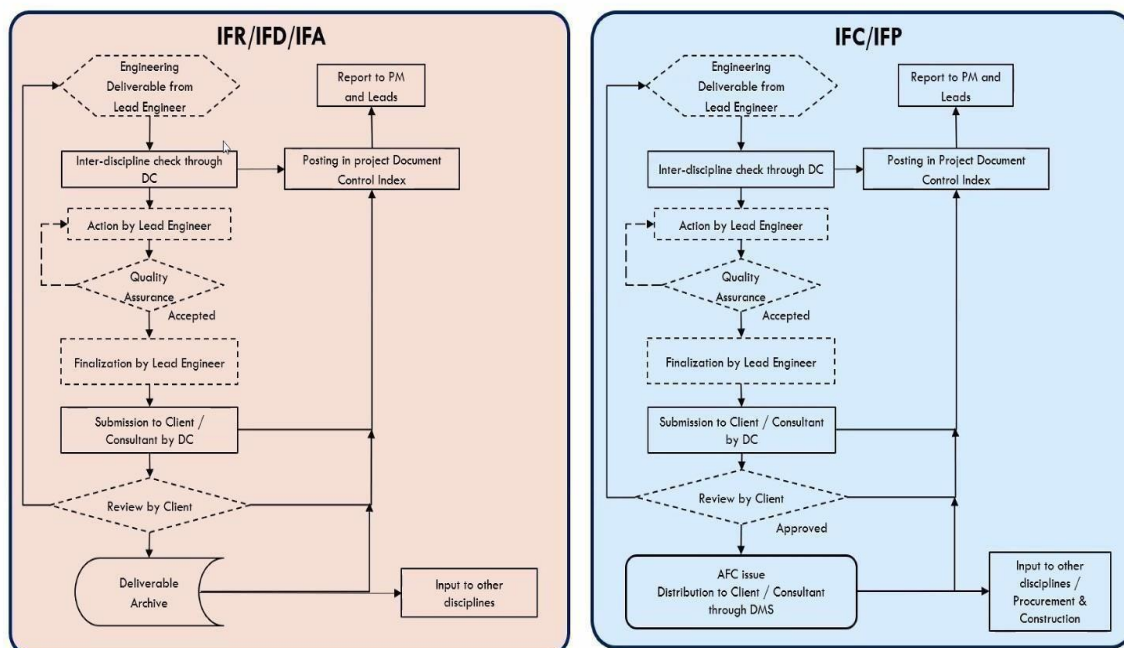 IFR/IFD/IFA
Engineering
Deliverable from
Lead Engineer
Report to PM
and Leads
Inter-discipline check through
DC
Posting in project Document
Control Index
Action by Lead Engineer
Quality
Assurance
Accepted
Finalization by Lead Engineer
Submission to Client /
Consultant by DC
Review by Client
Deliverable
Archive
Input to other
disciplines
IFC/IFP
Engineering
Deliverable from
Lead Engineer
Report to PM and
Leads
Inter-discipline check through DC
Posting in Project Document
Control Index
Action by Lead Engineer
Quality
Assurance
Accepted
Finalization by Lead Engineer
Submission to Client / Consultant
by DC
Review by Client
Approved
AFC issue
Distribution to Client / Consultant
through DMS
Input to other
disciplines /
Procurement &
Construction